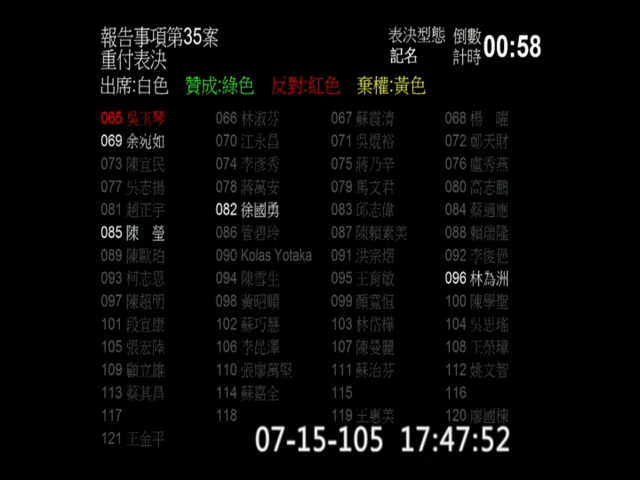 報告事項第35案 表決型態 倒數 00:58
重付表決 記名 計時
出席:白色 贊成:綠色 反對:紅色 棄權:黃色
065 吳玉琴 066 林淑芬 067 蘇震清 068 楊 曜
069 余宛如 070 江永昌 071 吳焜裕 072 鄭天財
073 陳宜民 074 李彥秀 075 蔣乃辛 076 盧秀燕
077 吳志揚 078 蔣萬安 079 馬文君 080 高志鵬
081 趙正宇 082 徐國勇 083 邱志偉 084 蔡適應
085 陳 瑩 086 管碧玲 087 陳賴素美 088 賴瑞隆
089 陳歐珀 090 Kolas Yotaka 091 洪宗熠 092 李俊俋
093 柯志恩 094 陳雪生 095 王育敏 096 林為洲
097 陳超明 098 黃昭順 099 顏寬恒 100 陳學聖
101 段宜康 102 蘇巧慧 103 林岱樺 104 吳思瑤
105 張宏陸 106 李昆澤 107 陳曼麗 108 王榮璋
109 顧立雄 110 張廖萬堅 111 蘇治芬 112 姚文智
113 蔡其昌 114 蘇嘉全 115 116
117 118 119 王惠美 120 廖國棟
121 王金平 07-15-105 17:47:52